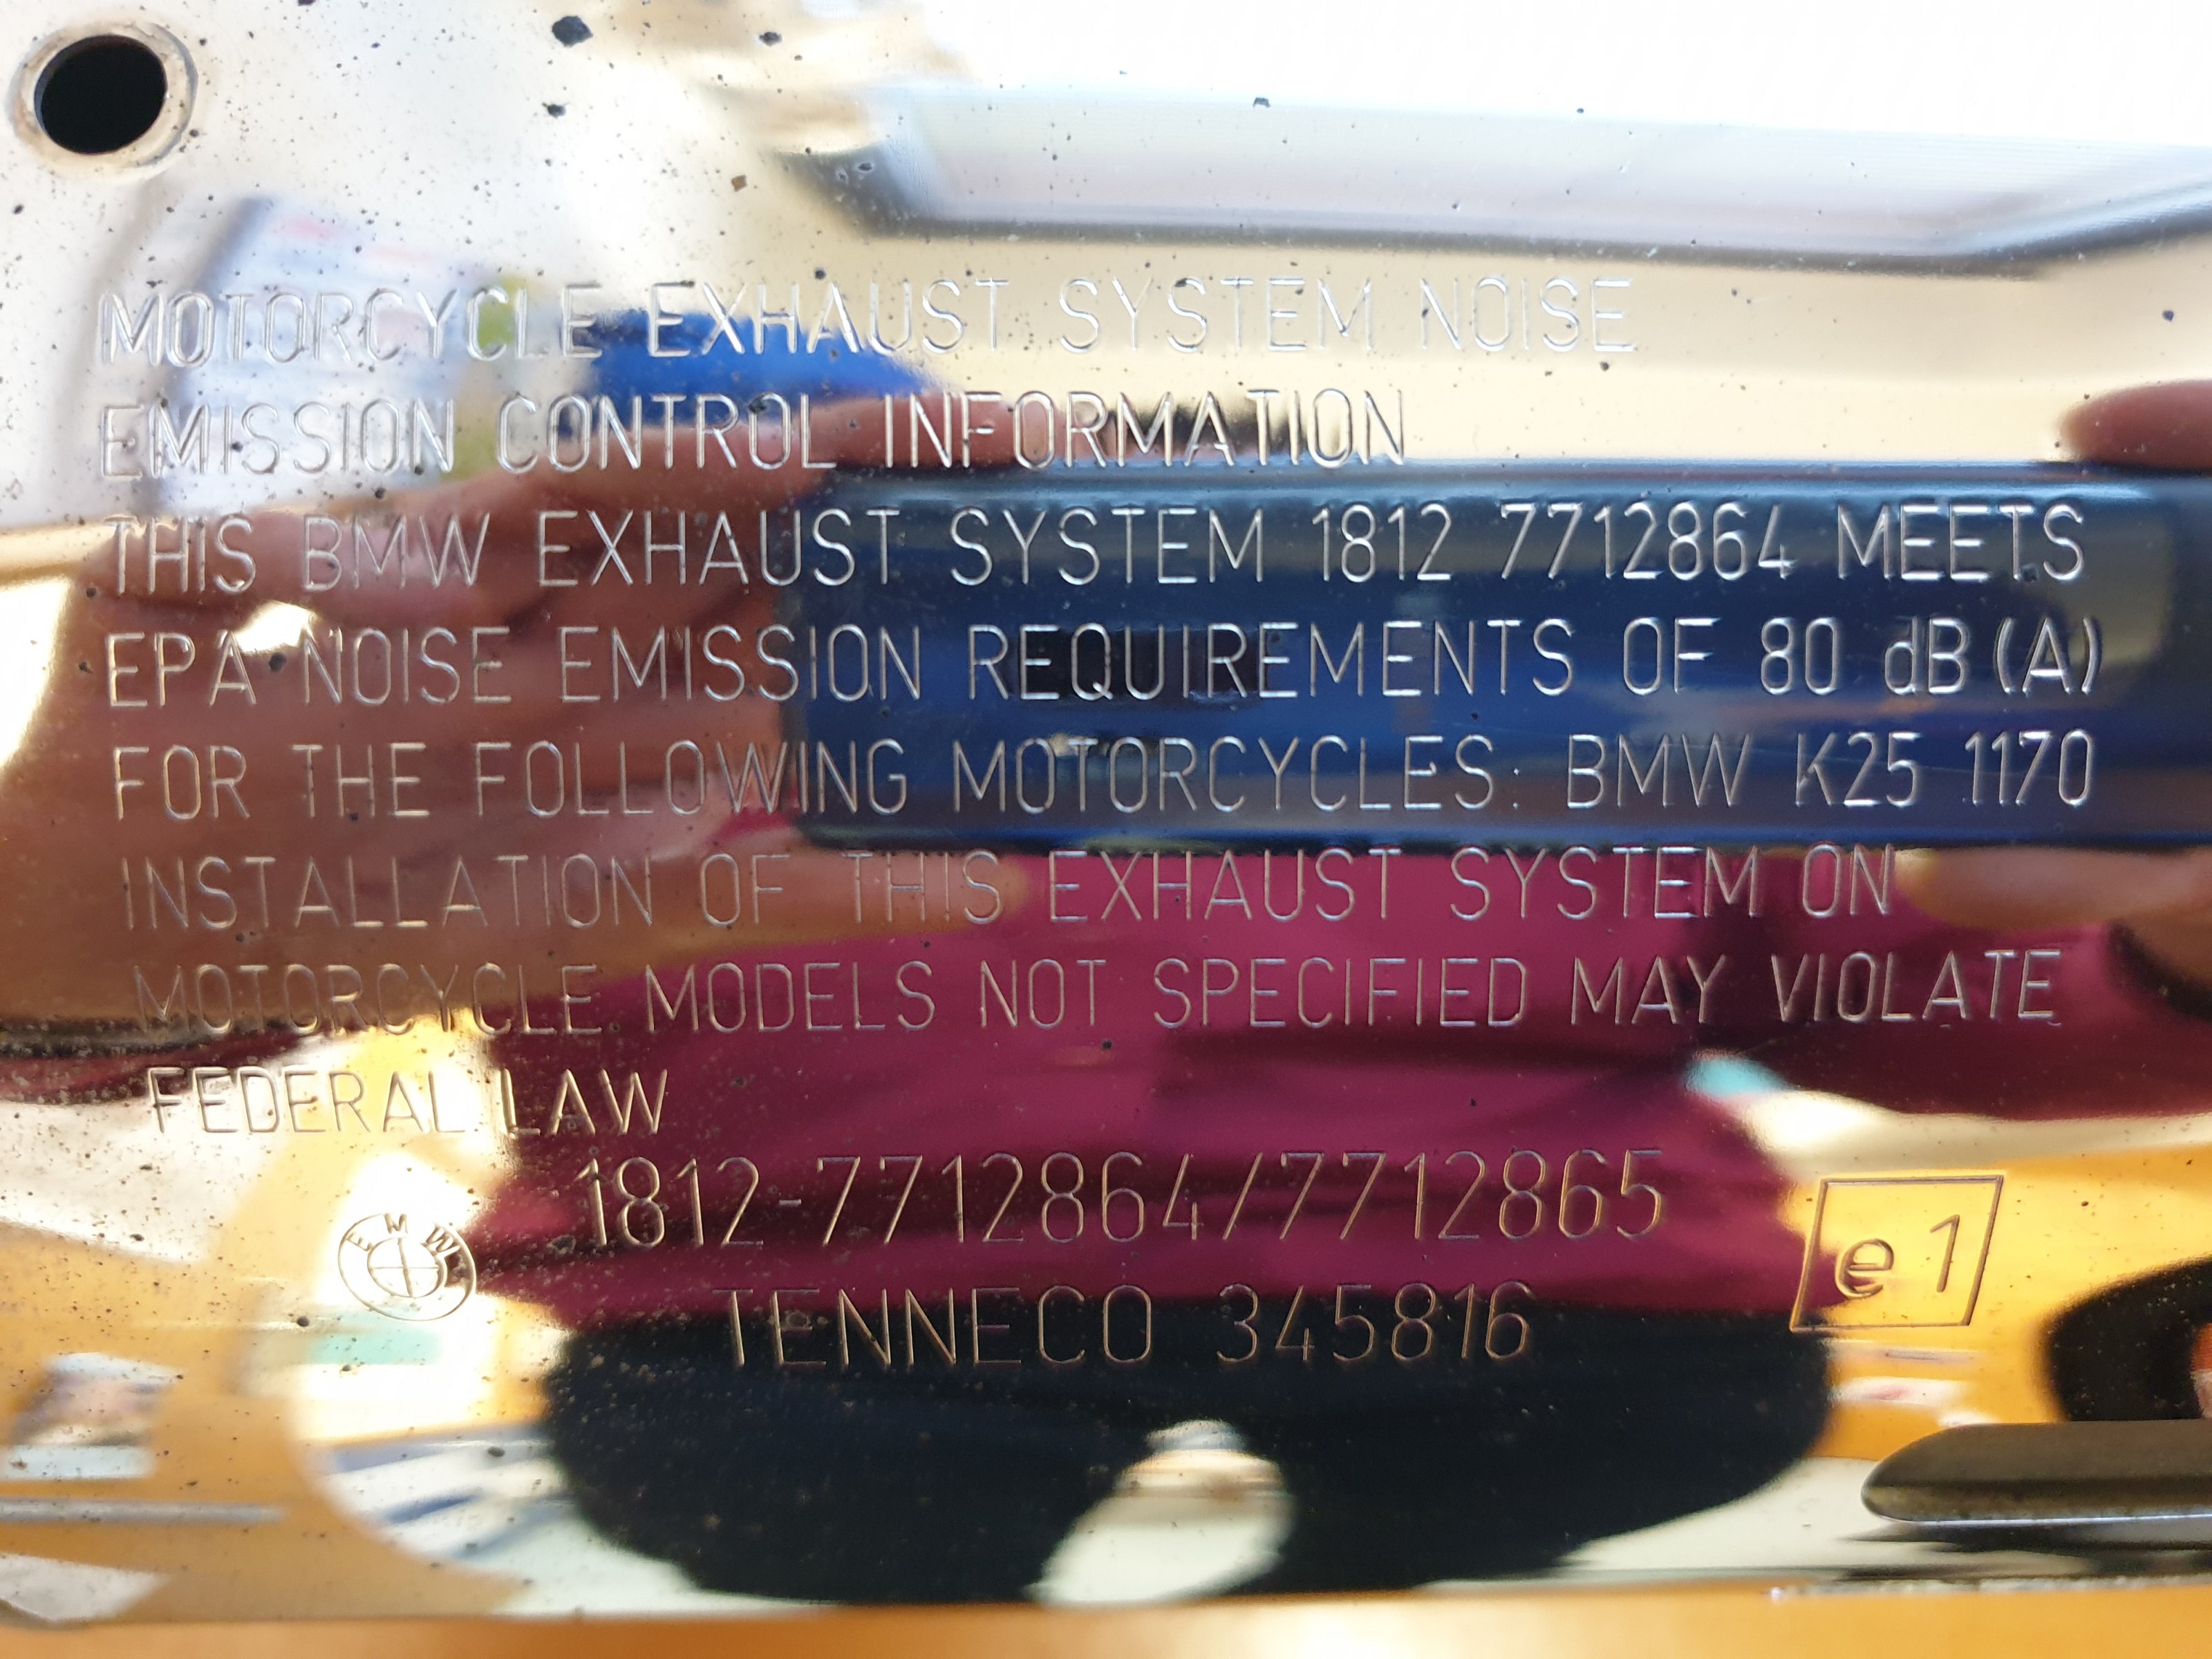 MOTORCYCLE EXHAUST SYSTEM NOISE
EMISSION CONTROL INFORMATION
THIS BMW EXHAUST SYSTEM 1812 7712864 MEETS
EPA NOISE EMISSION REQUIREMENTS OF 80 dB (A)
FOR THE FOLLOWING MOTORCYCLES: BMW K25 1170
INSTALLATION OF THIS EXHAUST SYSTEM ON
MOTORCYCLE MODELS NOT SPECIFIED MAY VIOLATE
FEDERAL LAW
1812-7712864/7712865
BMW
e1
TENNECO 345816